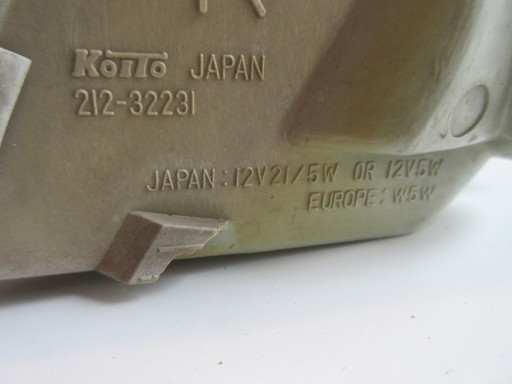 KOITO JAPAN
212-32231
JAPAN: 12V21/5W OR 12V5W
EUROPE: W5W